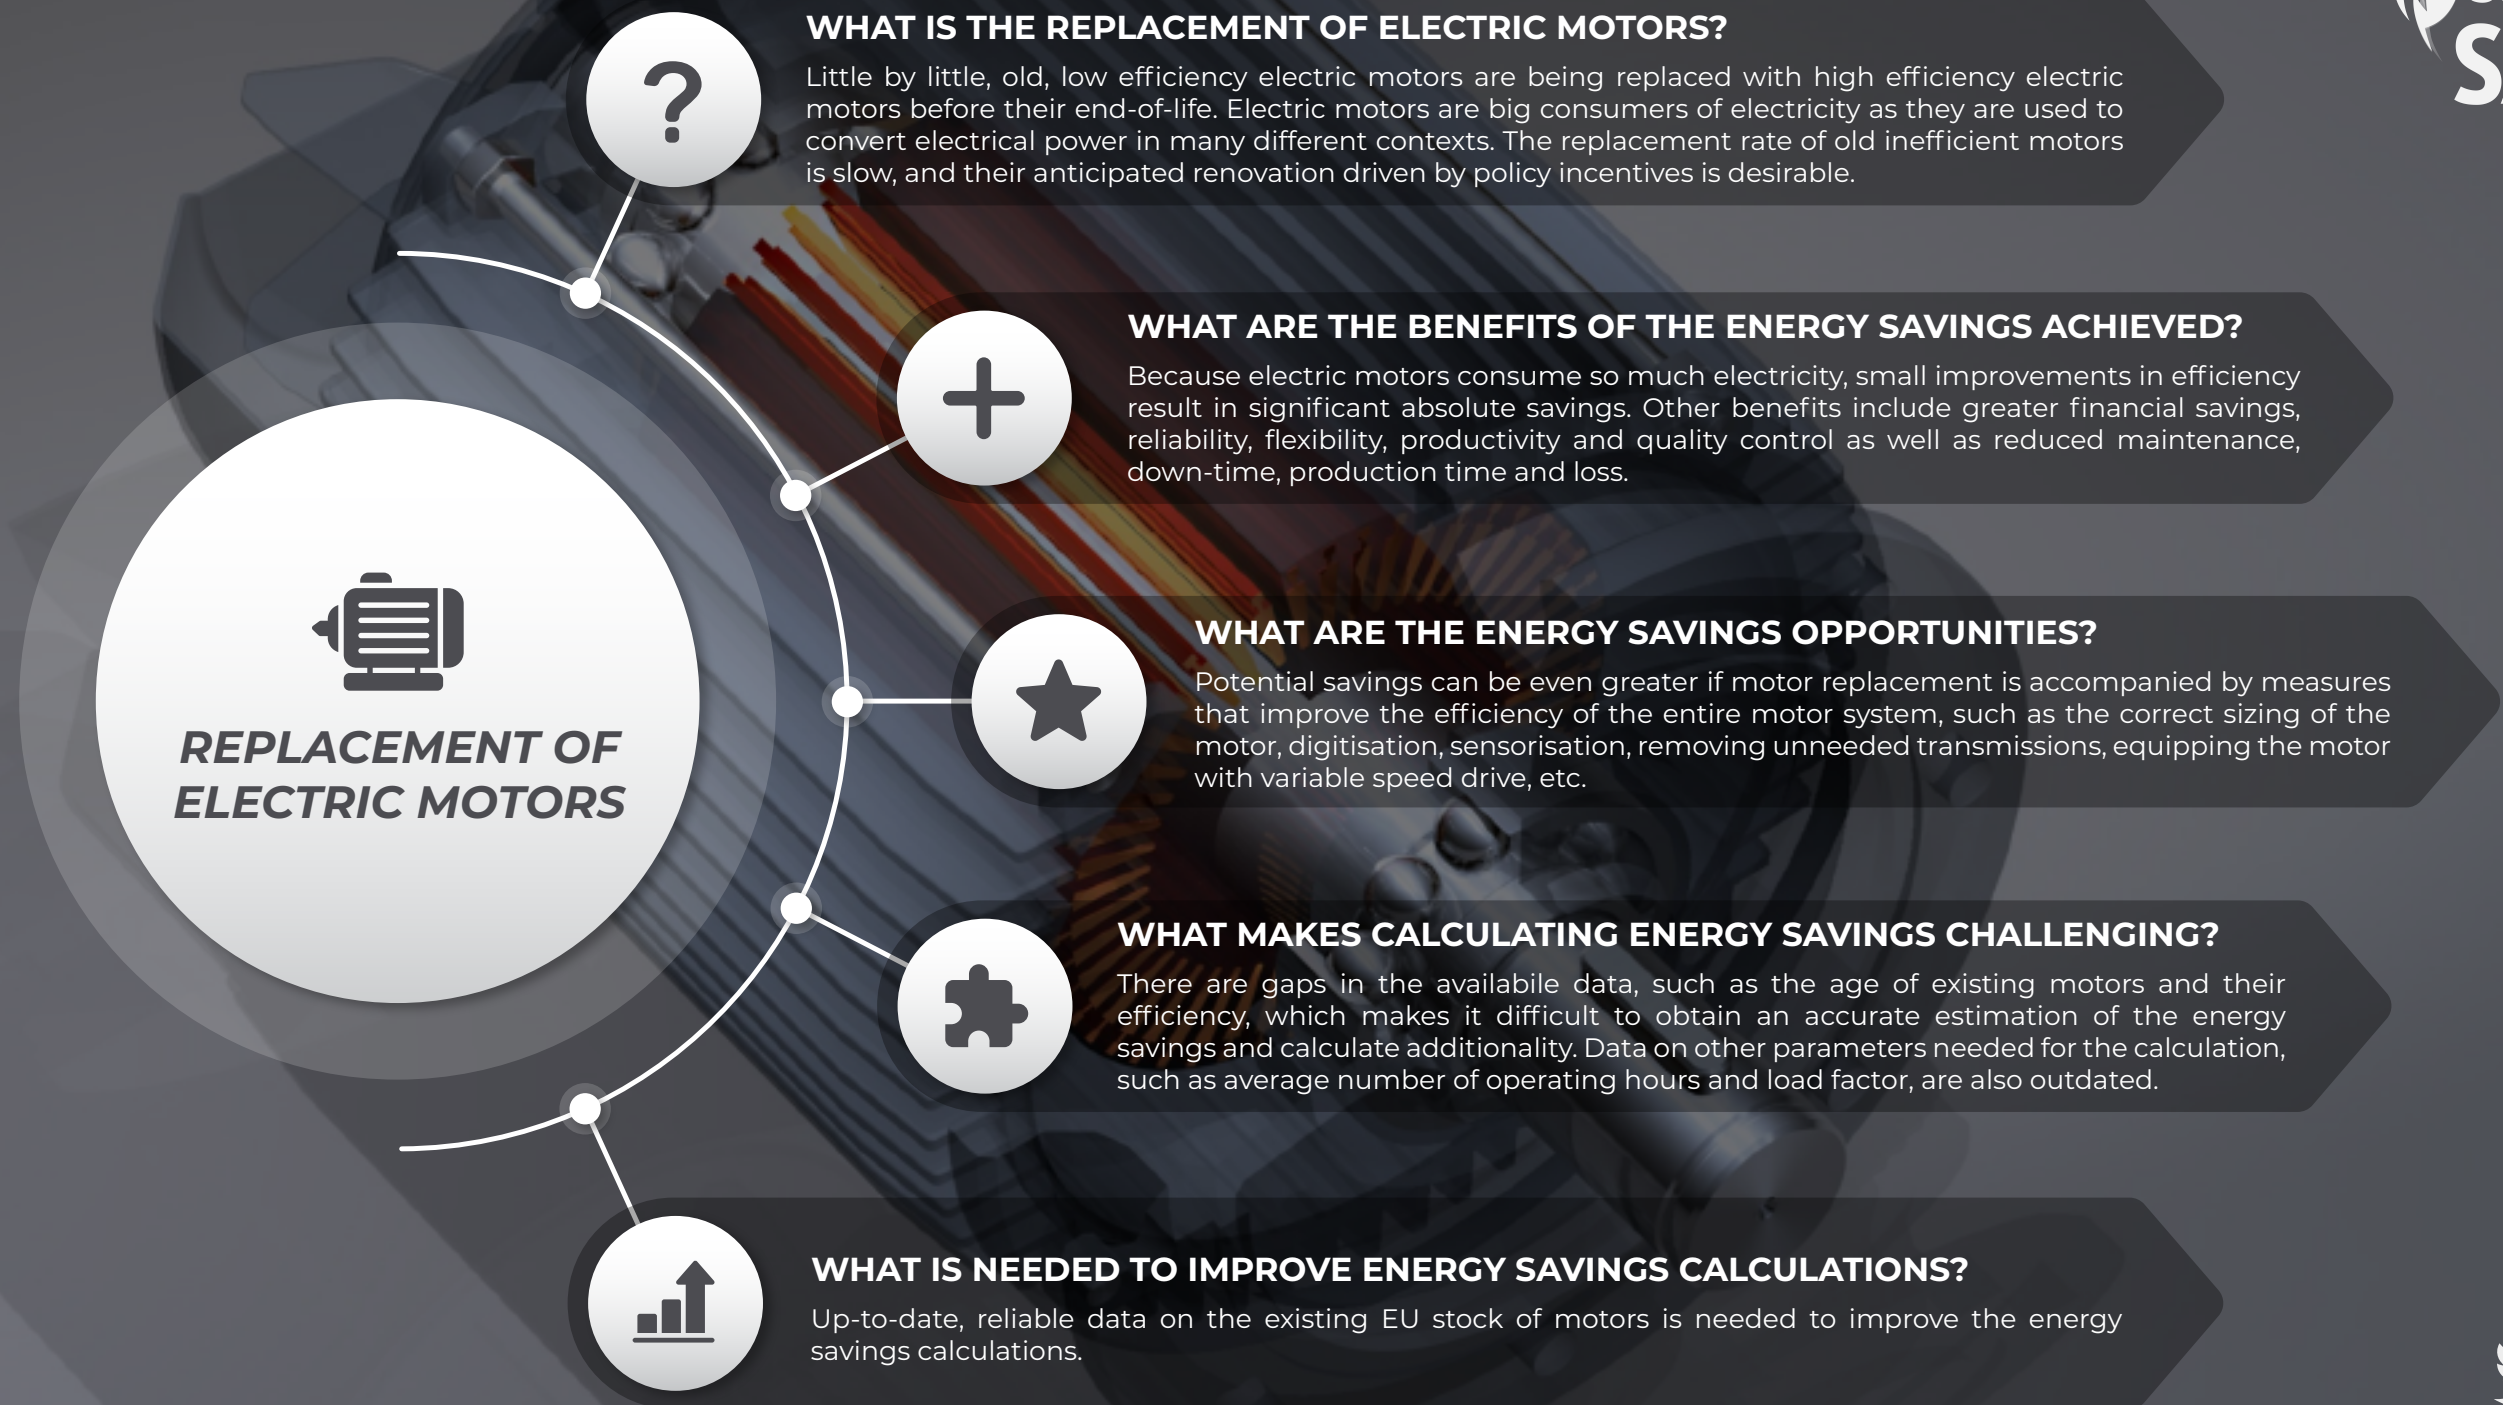 WHAT IS THE REPLACEMENT OF ELECTRIC MOTORS?
Little by little, old, low efficiency electric motors are being replaced with high efficiency electric
motors before their end-of-life. Electric motors are big consumers of electricity as they are used to
convert electrical power in many different contexts. The replacement rate of old inefficient motors
is slow, and their anticipated renovation driven by policy incentives is desirable.
WHAT ARE THE BENEFITS OF THE ENERGY SAVINGS ACHIEVED?
Because electric motors consume so much electricity, small improvements in efficiency
result in significant absolute savings. Other benefits include greater financial savings,
reliability, flexibility, productivity and quality control as well as reduced maintenance,
down-time, production time and loss.
REPLACEMENT OF
ELECTRIC MOTORS
WHAT ARE THE ENERGY SAVINGS OPPORTUNITIES?
Potential savings can be even greater if motor replacement is accompanied by measures
that improve the efficiency of the entire motor system, such as the correct sizing of the
motor, digitisation, sensorisation, removing unneeded transmissions, equipping the motor
with variable speed drive, etc.
WHAT MAKES CALCULATING ENERGY SAVINGS CHALLENGING?
There are gaps in the availabile data, such as the age of existing motors and their
efficiency, which makes it difficult to obtain an accurate estimation of the energy
savings and calculate additionality. Data on other parameters needed for the calculation,
such as average number of operating hours and load factor, are also outdated.
WHAT IS NEEDED TO IMPROVE ENERGY SAVINGS CALCULATIONS?
Up-to-date, reliable data on the existing EU stock of motors is needed to improve the energy
savings calculations.